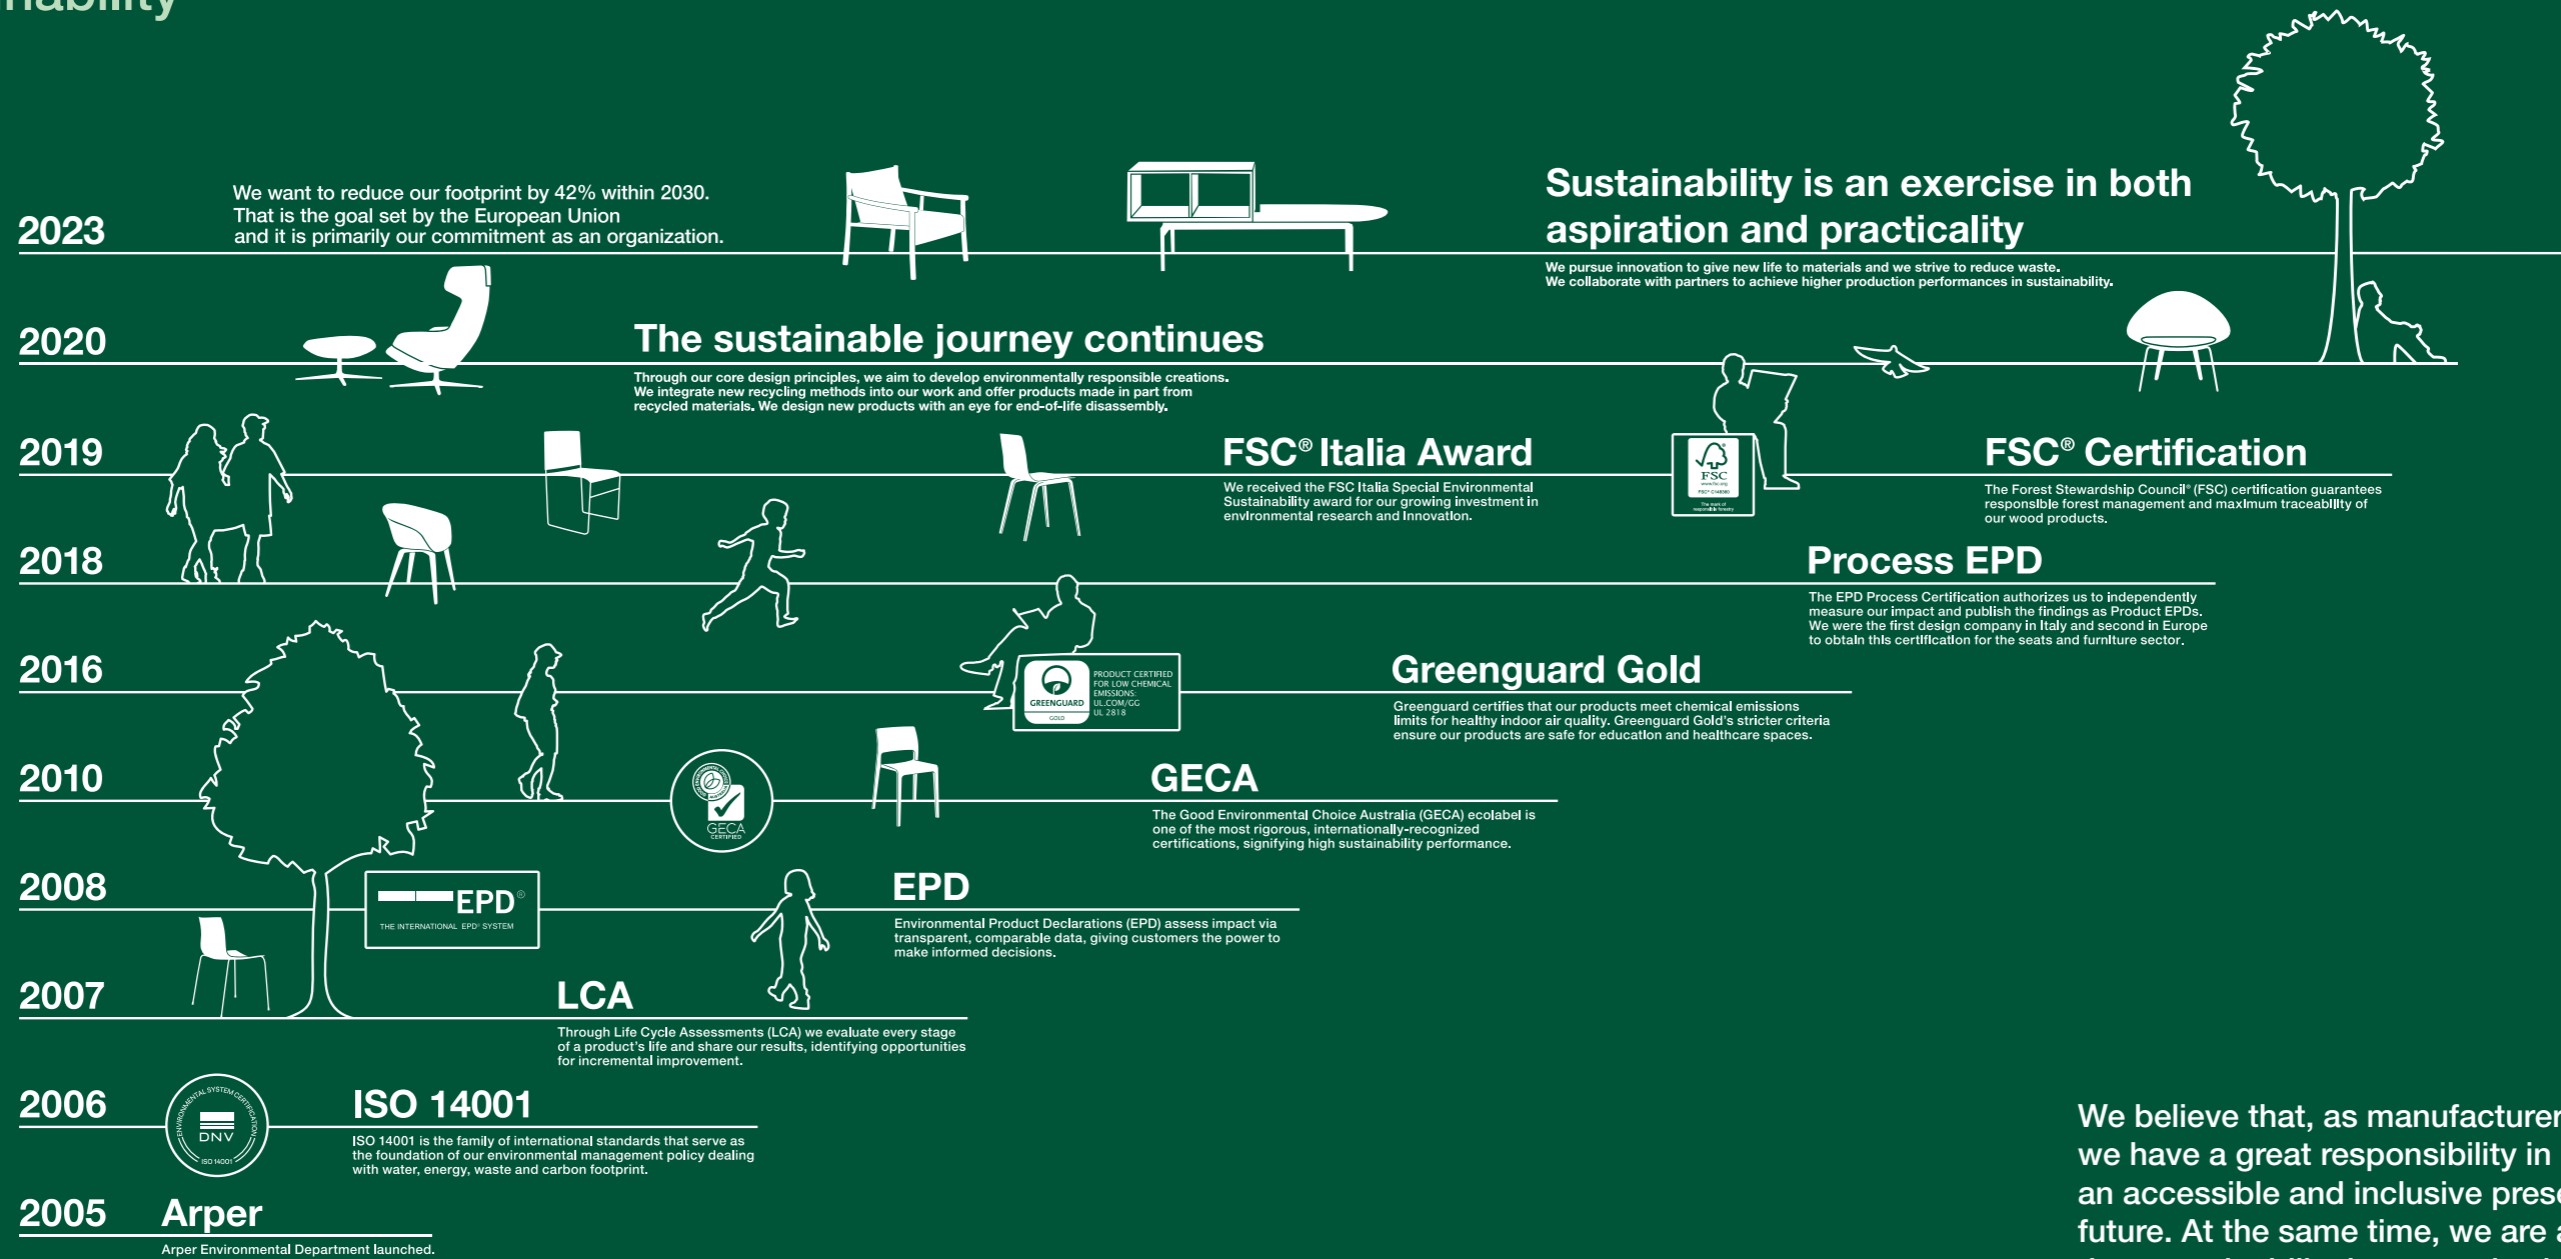 2023
We want to reduce our footprint by 42% within 2030.
That is the goal set by the European Union
and it is primarily our commitment as an organization.
Sustainability is an exercise in both
aspiration and practicality
We pursue innovation to give new life to materials and we strive to reduce waste.
We collaborate with partners to achieve higher production performances in sustainability.
2020
The sustainable journey continues
Through our core design principles, we aim to develop environmentally responsible creations.
We integrate new recycling methods into our work and offer products made in part from
recycled materials. We design new products with an eye for end-of-life disassembly.
2019
FSC® Italia Award
We received the FSC Italia Special Environmental
Sustainability award for our growing investment in
environmental research and Innovation.
FSC
www.fsc.org
The mark of
responsible forestry
FSC® Certification
The Forest Stewardship Council® (FSC) certification guarantees
responsible forest management and maximum traceability of
our wood products.
2018
Process EPD
The EPD Process Certification authorizes us to independently
measure our impact and publish the findings as Product EPDs.
We were the first design company in Italy and second in Europe
to obtain this certification for the seats and furniture sector.
2016
GREENGUARD
GOLD
PRODUCT CERTIFIED
FOR LOW CHEMICAL
EMISSIONS:
UL.COM/GG
UL 2818
Greenguard Gold
Greenguard certifies that our products meet chemical emissions
limits for healthy indoor air quality. Greenguard Gold's stricter criteria
ensure our products are safe for education and healthcare spaces.
2010
GECA
CERTIFIED
GECA
The Good Environmental Choice Australia (GECA) ecolabel is
one of the most rigorous, internationally-recognized
certifications, signifying high sustainability performance.
2008
EPD®
THE INTERNATIONAL EPD® SYSTEM
EPD
Environmental Product Declarations (EPD) assess impact via
transparent, comparable data, giving customers the power to
make informed decisions.
2007
LCA
Through Life Cycle Assessments (LCA) we evaluate every stage
of a product's life and share our results, identifying opportunities
for incremental improvement.
2006
ENVIRONMENTAL SYSTEM CERTIFICATION
DNV
ISO 14001
ISO 14001
ISO 14001 is the family of international standards that serve as
the foundation of our environmental management policy dealing
with water, energy, waste and carbon footprint.
2005
Arper
Arper Environmental Department launched.
We believe that, as manufacturer
we have a great responsibility in
an accessible and inclusive prese
future. At the same time, we are a